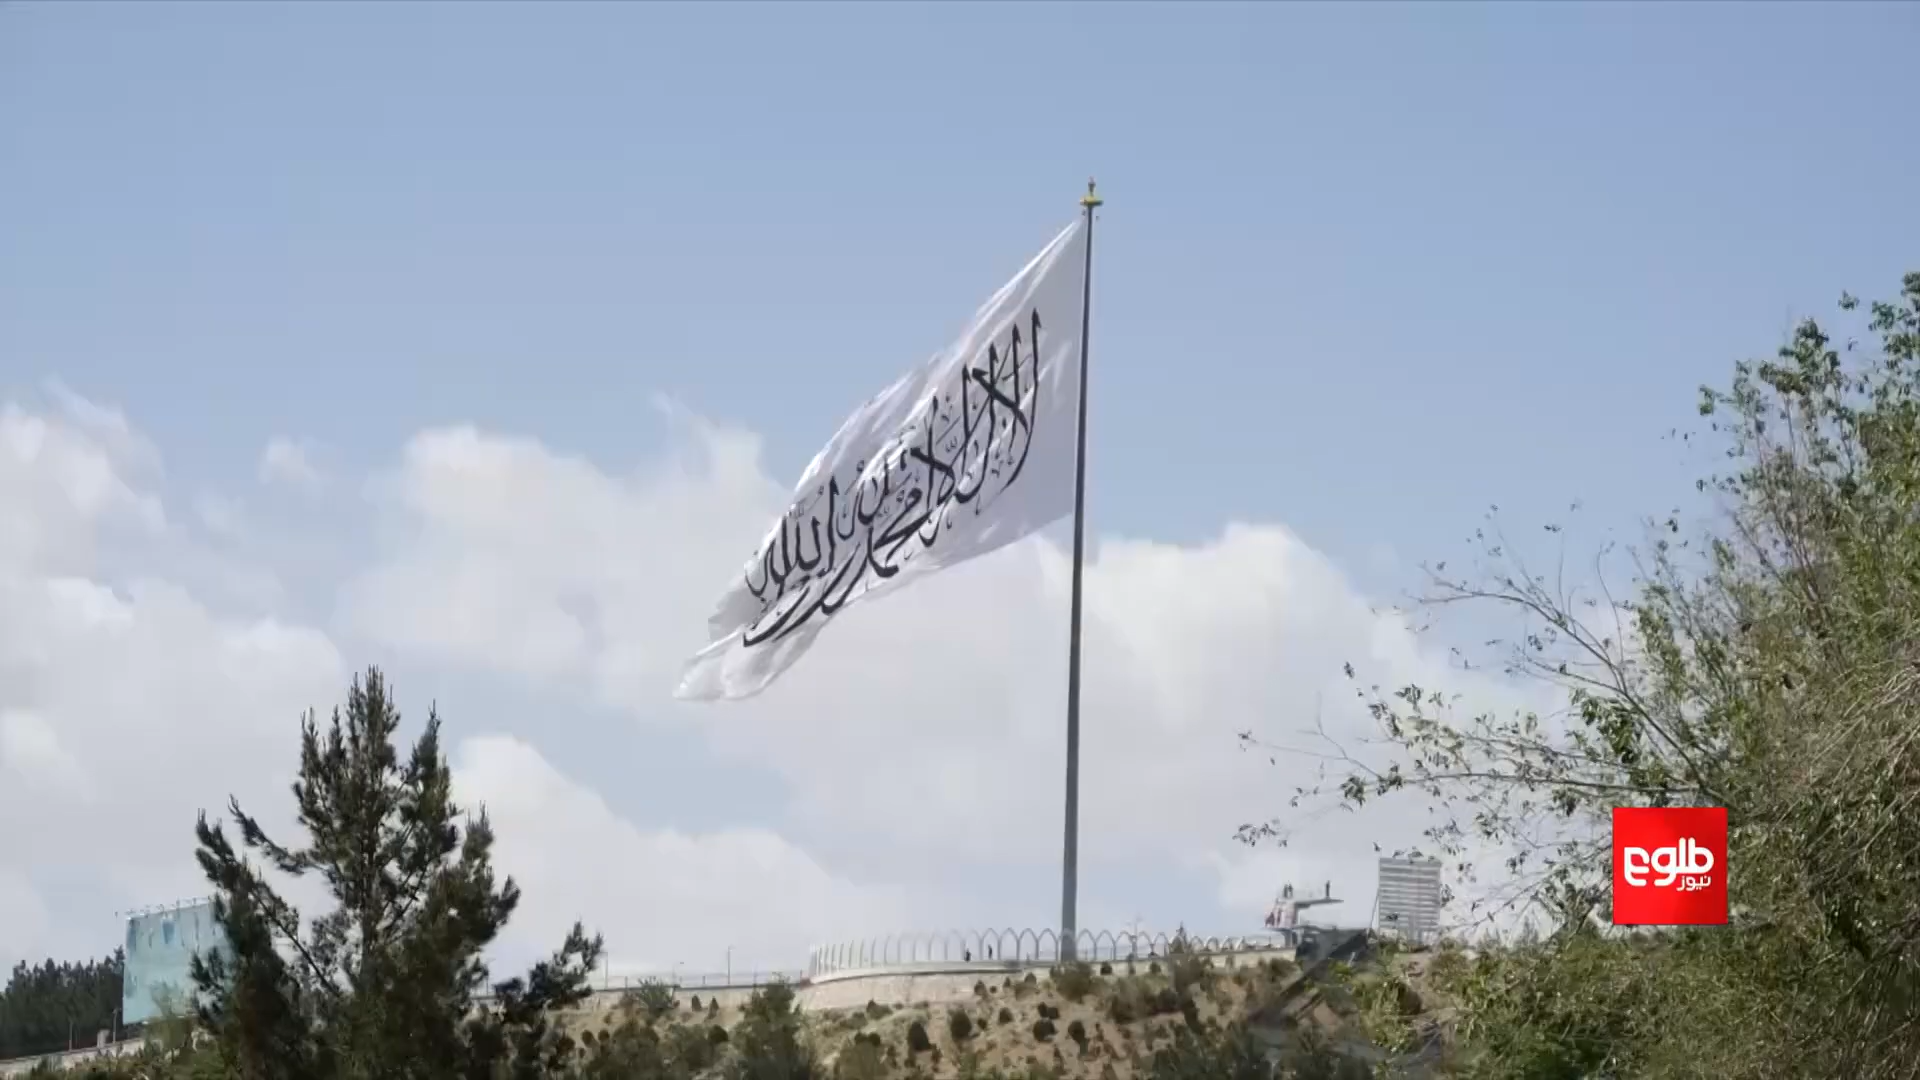 لا إله إلا الله محمد رسول الله
طلوع
نیوز